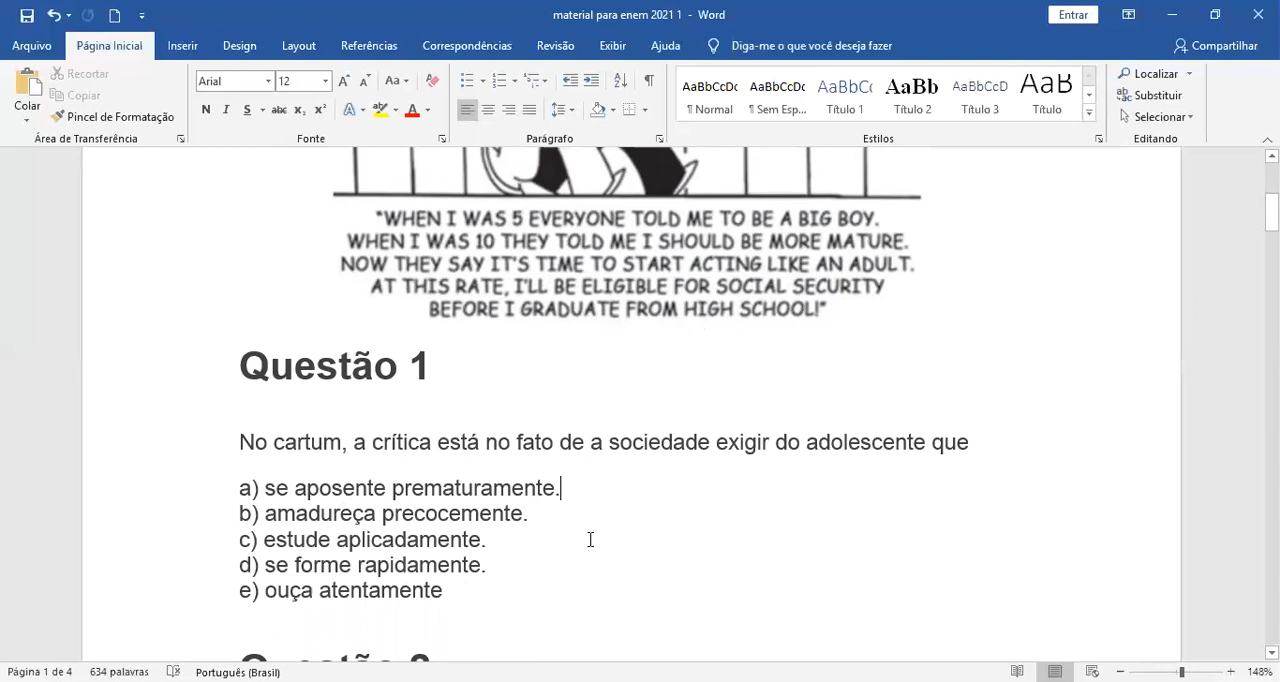 material para enem 2021 1 - Word
Entrar
Arquivo Página Inicial Inserir Design Layout Referências Correspondências Revisão Exibir Ajuda Diga-me o que você deseja fazer Compartilhar
Colar
Recortar
Copiar
Pincel de Formatação
Área de Transferência
Arial 12
Aa
N I S abc x₂ x²
Fonte
Parágrafo
AaBbCcDc AaBbCcDc AaBbCc AaBb AaBbCcD AaB
¶ Normal ¶ Sem Esp... Título 1 Título 2 Título 3 Título
Estilos
Localizar
Substituir
Selecionar
Editando
"WHEN I WAS 5 EVERYONE TOLD ME TO BE A BIG BOY.
WHEN I WAS 10 THEY TOLD ME I SHOULD BE MORE MATURE.
NOW THEY SAY IT'S TIME TO START ACTING LIKE AN ADULT.
AT THIS RATE, I'LL BE ELIGIBLE FOR SOCIAL SECURITY
BEFORE I GRADUATE FROM HIGH SCHOOL!"
Questão 1
No cartum, a crítica está no fato de a sociedade exigir do adolescente que
a) se aposente prematuramente.
b) amadureça precocemente.
c) estude aplicadamente.
d) se forme rapidamente.
e) ouça atentamente
Página 1 de 4 634 palavras Português (Brasil) 148%